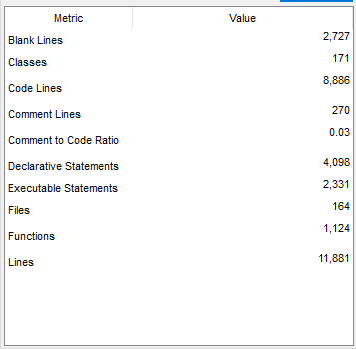 Metric Value
Blank Lines 2,727
Classes 171
Code Lines 8,886
Comment Lines 270
Comment to Code Ratio 0.03
Declarative Statements 4,098
Executable Statements 2,331
Files 164
Functions 1,124
Lines 11,881